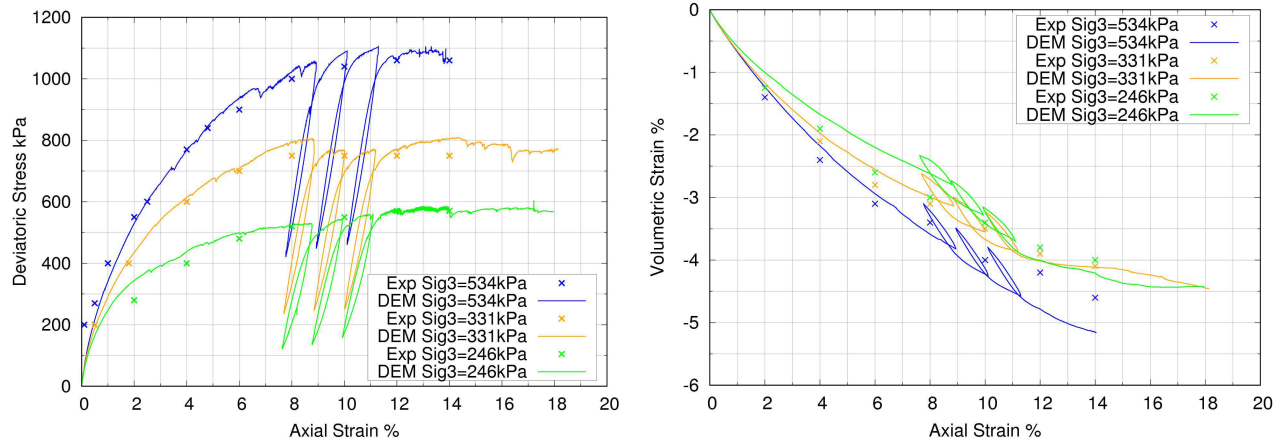 1200
1000
800
600
400
200
0
Deviatoric Stress kPa
Exp Sig3=534kPa
DEM Sig3=534kPa
Exp Sig3=331kPa
DEM Sig3=331kPa
Exp Sig3=246kPa
DEM Sig3=246kPa
0 2 4 6 8 10 12 14 16 18 20
Axial Strain %
0
-1
-2
-3
-4
-5
-6
Volumetric Strain %
Exp Sig3=534kPa
DEM Sig3=534kPa
Exp Sig3=331kPa
DEM Sig3=331kPa
Exp Sig3=246kPa
DEM Sig3=246kPa
0 2 4 6 8 10 12 14 16 18 20
Axial Strain %